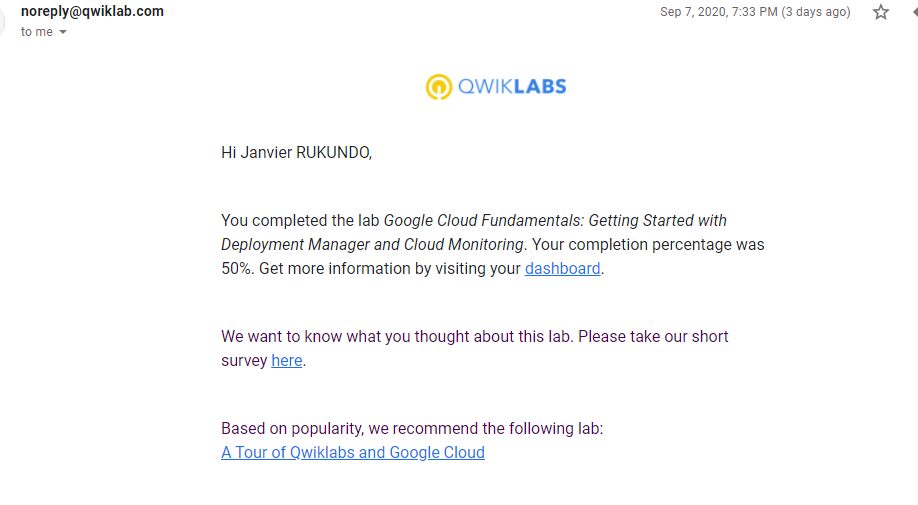 noreply@qwiklab.com
Sep 7, 2020, 7:33 PM (3 days ago)
to me
QWIKLABS
Hi Janvier RUKUNDO,
You completed the lab Google Cloud Fundamentals: Getting Started with
Deployment Manager and Cloud Monitoring. Your completion percentage was
50%. Get more information by visiting your dashboard.
We want to know what you thought about this lab. Please take our short
survey here.
Based on popularity, we recommend the following lab:
A Tour of Qwiklabs and Google Cloud